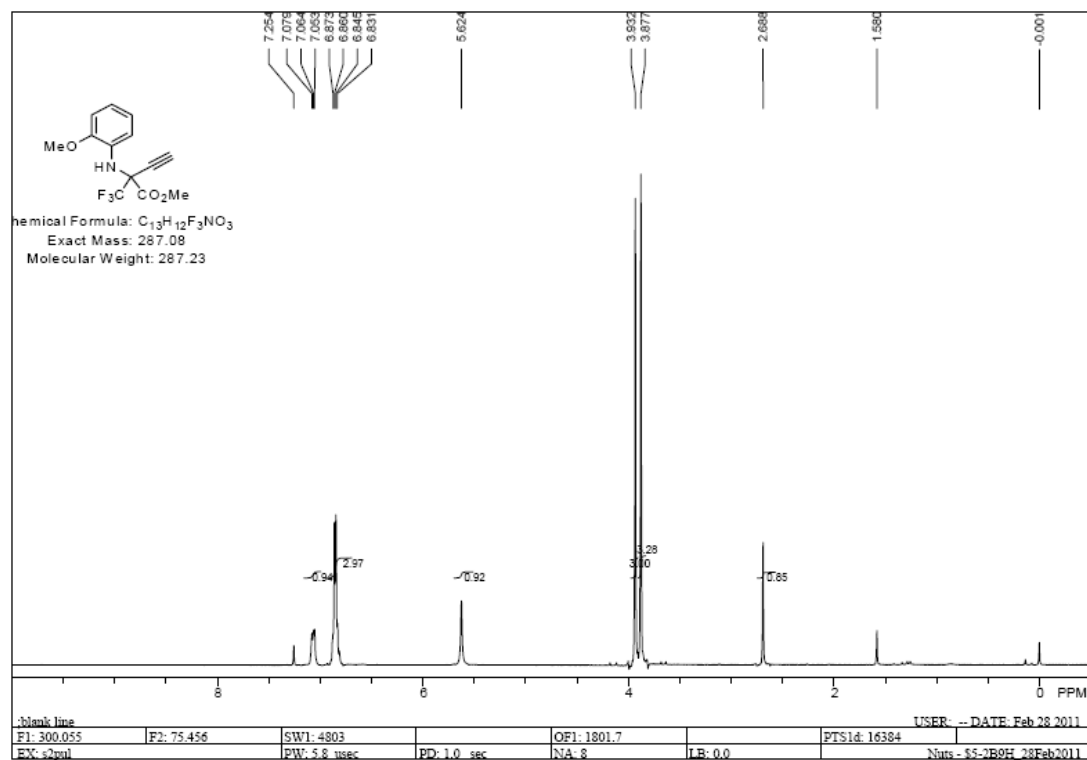 7.254
7.079
7.064
7.053
6.873
6.860
6.845
6.831
5.624
3.932
3.877
2.688
1.580
-0.001
MeO
HN
F₃C CO₂Me
hemical Formula: C₁₃H₁₂F₃NO₃
Exact Mass: 287.08
Molecular Weight: 287.23
0.94
2.97
0.92
3.00
3.28
0.85
8 6 4 2 0 PPM
;blank line USER: -- DATE: Feb 28 2011
F1: 300.055 F2: 75.456 SW1: 4803 OF1: 1801.7 PTS1d: 16384
EX: s2pul PW: 5.8 usec PD: 1.0 sec NA: 8 LB: 0.0 Nuts - $5-2B9H_28Feb2011